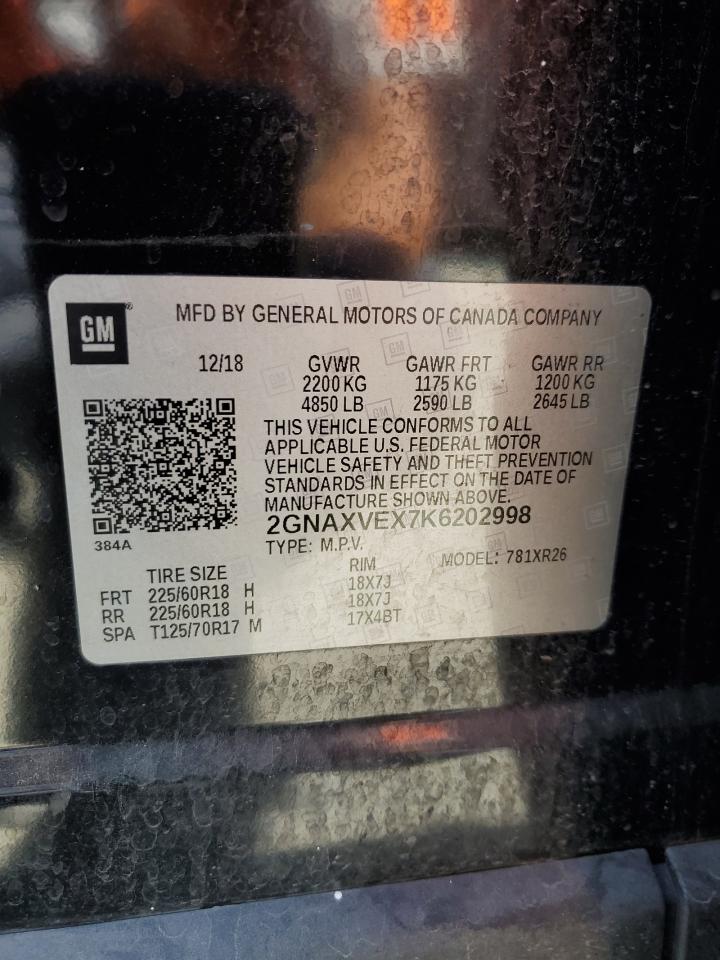 GM
MFD BY GENERAL MOTORS OF CANADA COMPANY
12/18 GVWR GAWR FRT GAWR RR
2200 KG 1175 KG 1200 KG
4850 LB 2590 LB 2645 LB
THIS VEHICLE CONFORMS TO ALL
APPLICABLE U.S. FEDERAL MOTOR
VEHICLE SAFETY AND THEFT PREVENTION
STANDARDS IN EFFECT ON THE DATE OF
MANUFACTURE SHOWN ABOVE.
2GNAXVEX7K6202998
384A
TYPE: M.P.V. MODEL: 781XR26
TIRE SIZE RIM
FRT 225/60R18 H 18X7J
RR 225/60R18 H 18X7J
SPA T125/70R17 M 17X4BT